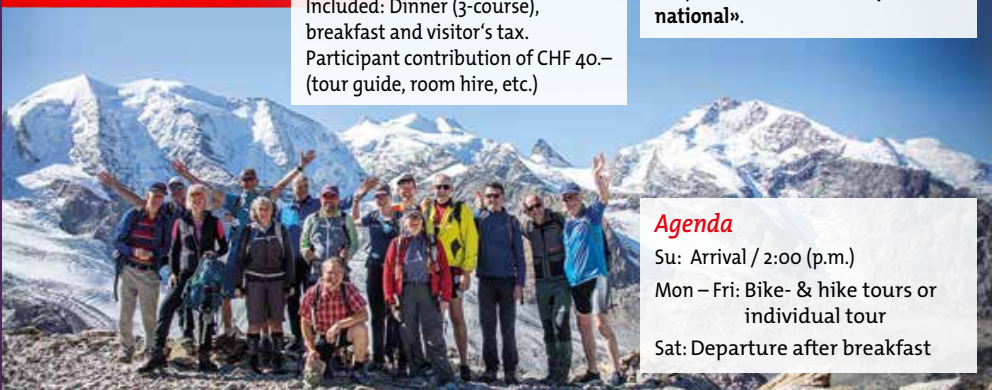 Included: Dinner (3-course),
breakfast and visitor's tax.
Participant contribution of CHF 40.–
(tour guide, room hire, etc.)
national».
Agenda
Su: Arrival / 2:00 (p.m.)
Mon – Fri: Bike- & hike tours or
individual tour
Sat: Departure after breakfast